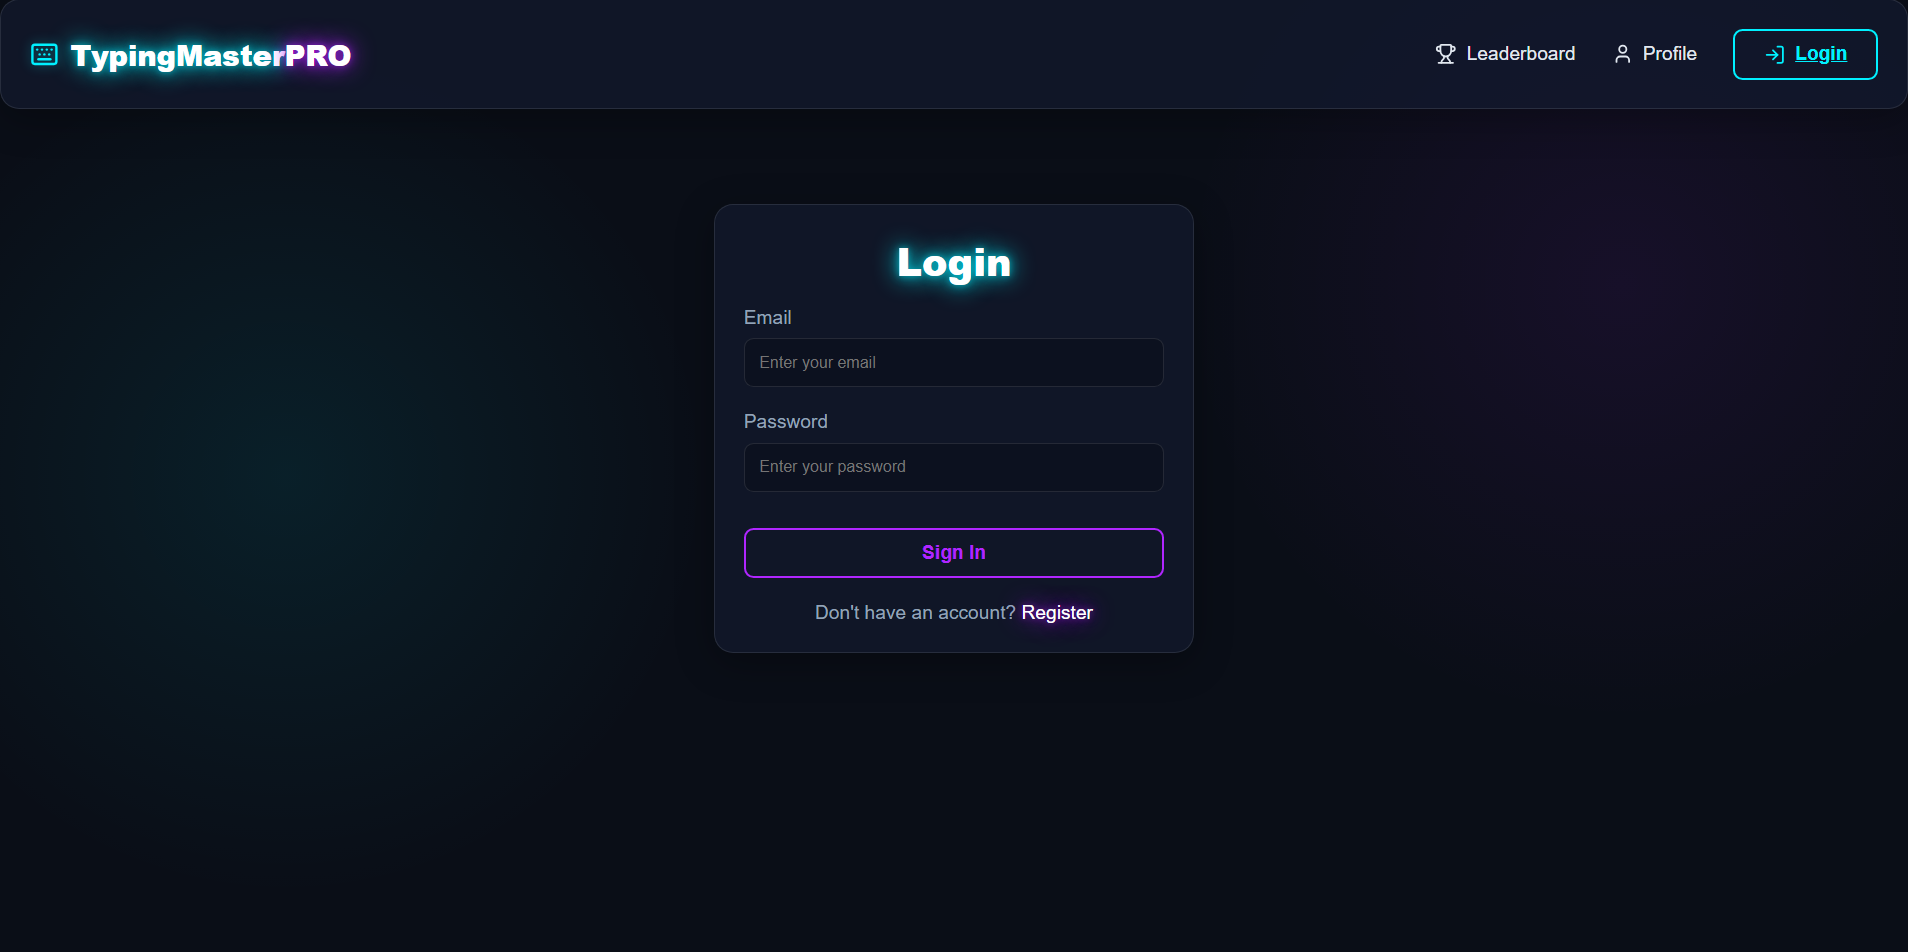 TypingMasterPRO
Leaderboard
Profile
Login
Login
Email
Enter your email
Password
Enter your password
Sign In
Don't have an account? Register